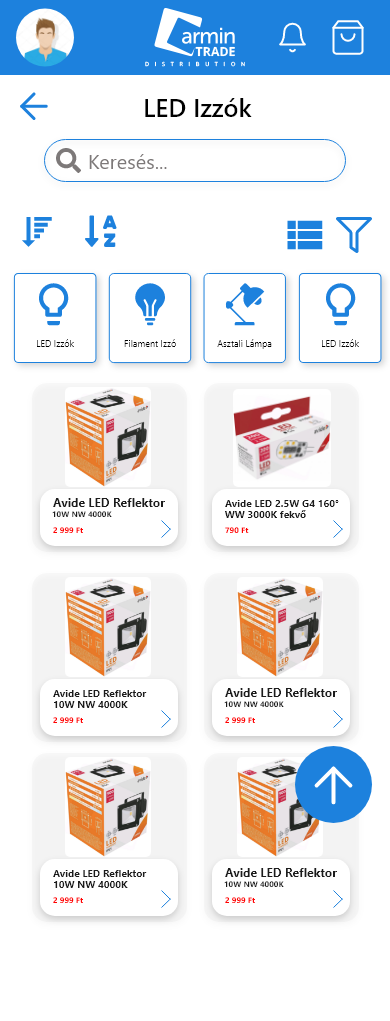 Carmin
TRADE
DISTRIBUTION
LED Izzók
Keresés...
A
Z
LED Izzók
Filament Izzó
Asztali Lámpa
LED Izzók
Avide LED Reflektor
10W NW 4000K
2 999 Ft
Avide LED 2.5W G4 160°
WW 3000K fekvő
790 Ft
Avide LED Reflektor
10W NW 4000K
2 999 Ft
Avide LED Reflektor
10W NW 4000K
2 999 Ft
Avide LED Reflektor
10W NW 4000K
2 999 Ft
Avide LED Reflektor
10W NW 4000K
2 999 Ft